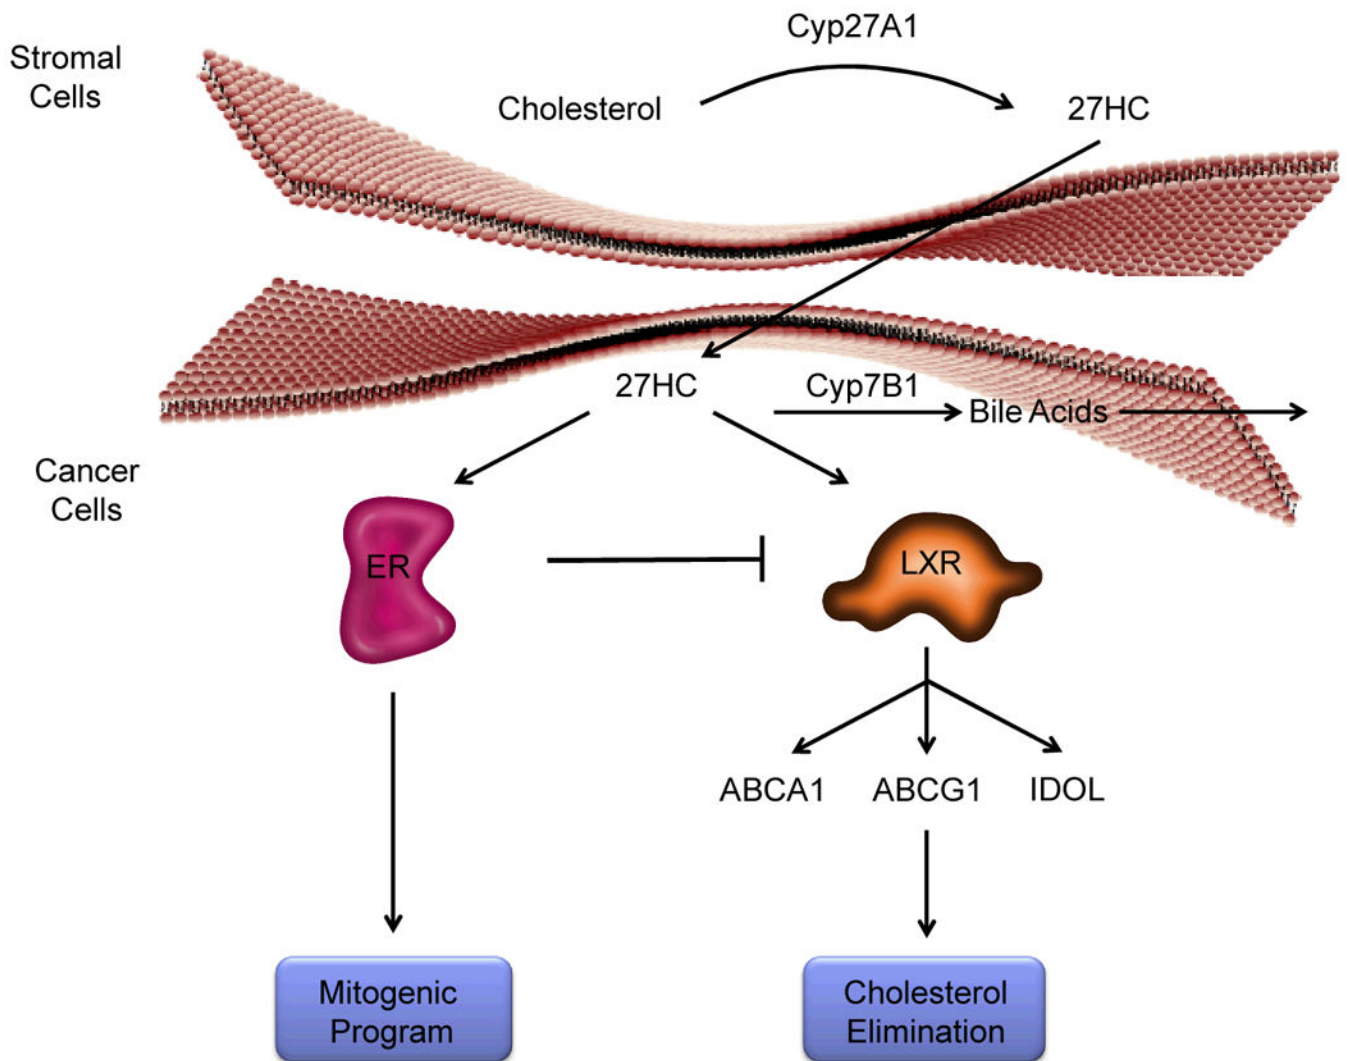 Cyp27A1
Stromal
Cells
Cholesterol
27HC
27HC
Cyp7B1
Bile Acids
Cancer
Cells
ER
LXR
ABCA1
ABCG1
IDOL
Mitogenic
Program
Cholesterol
Elimination